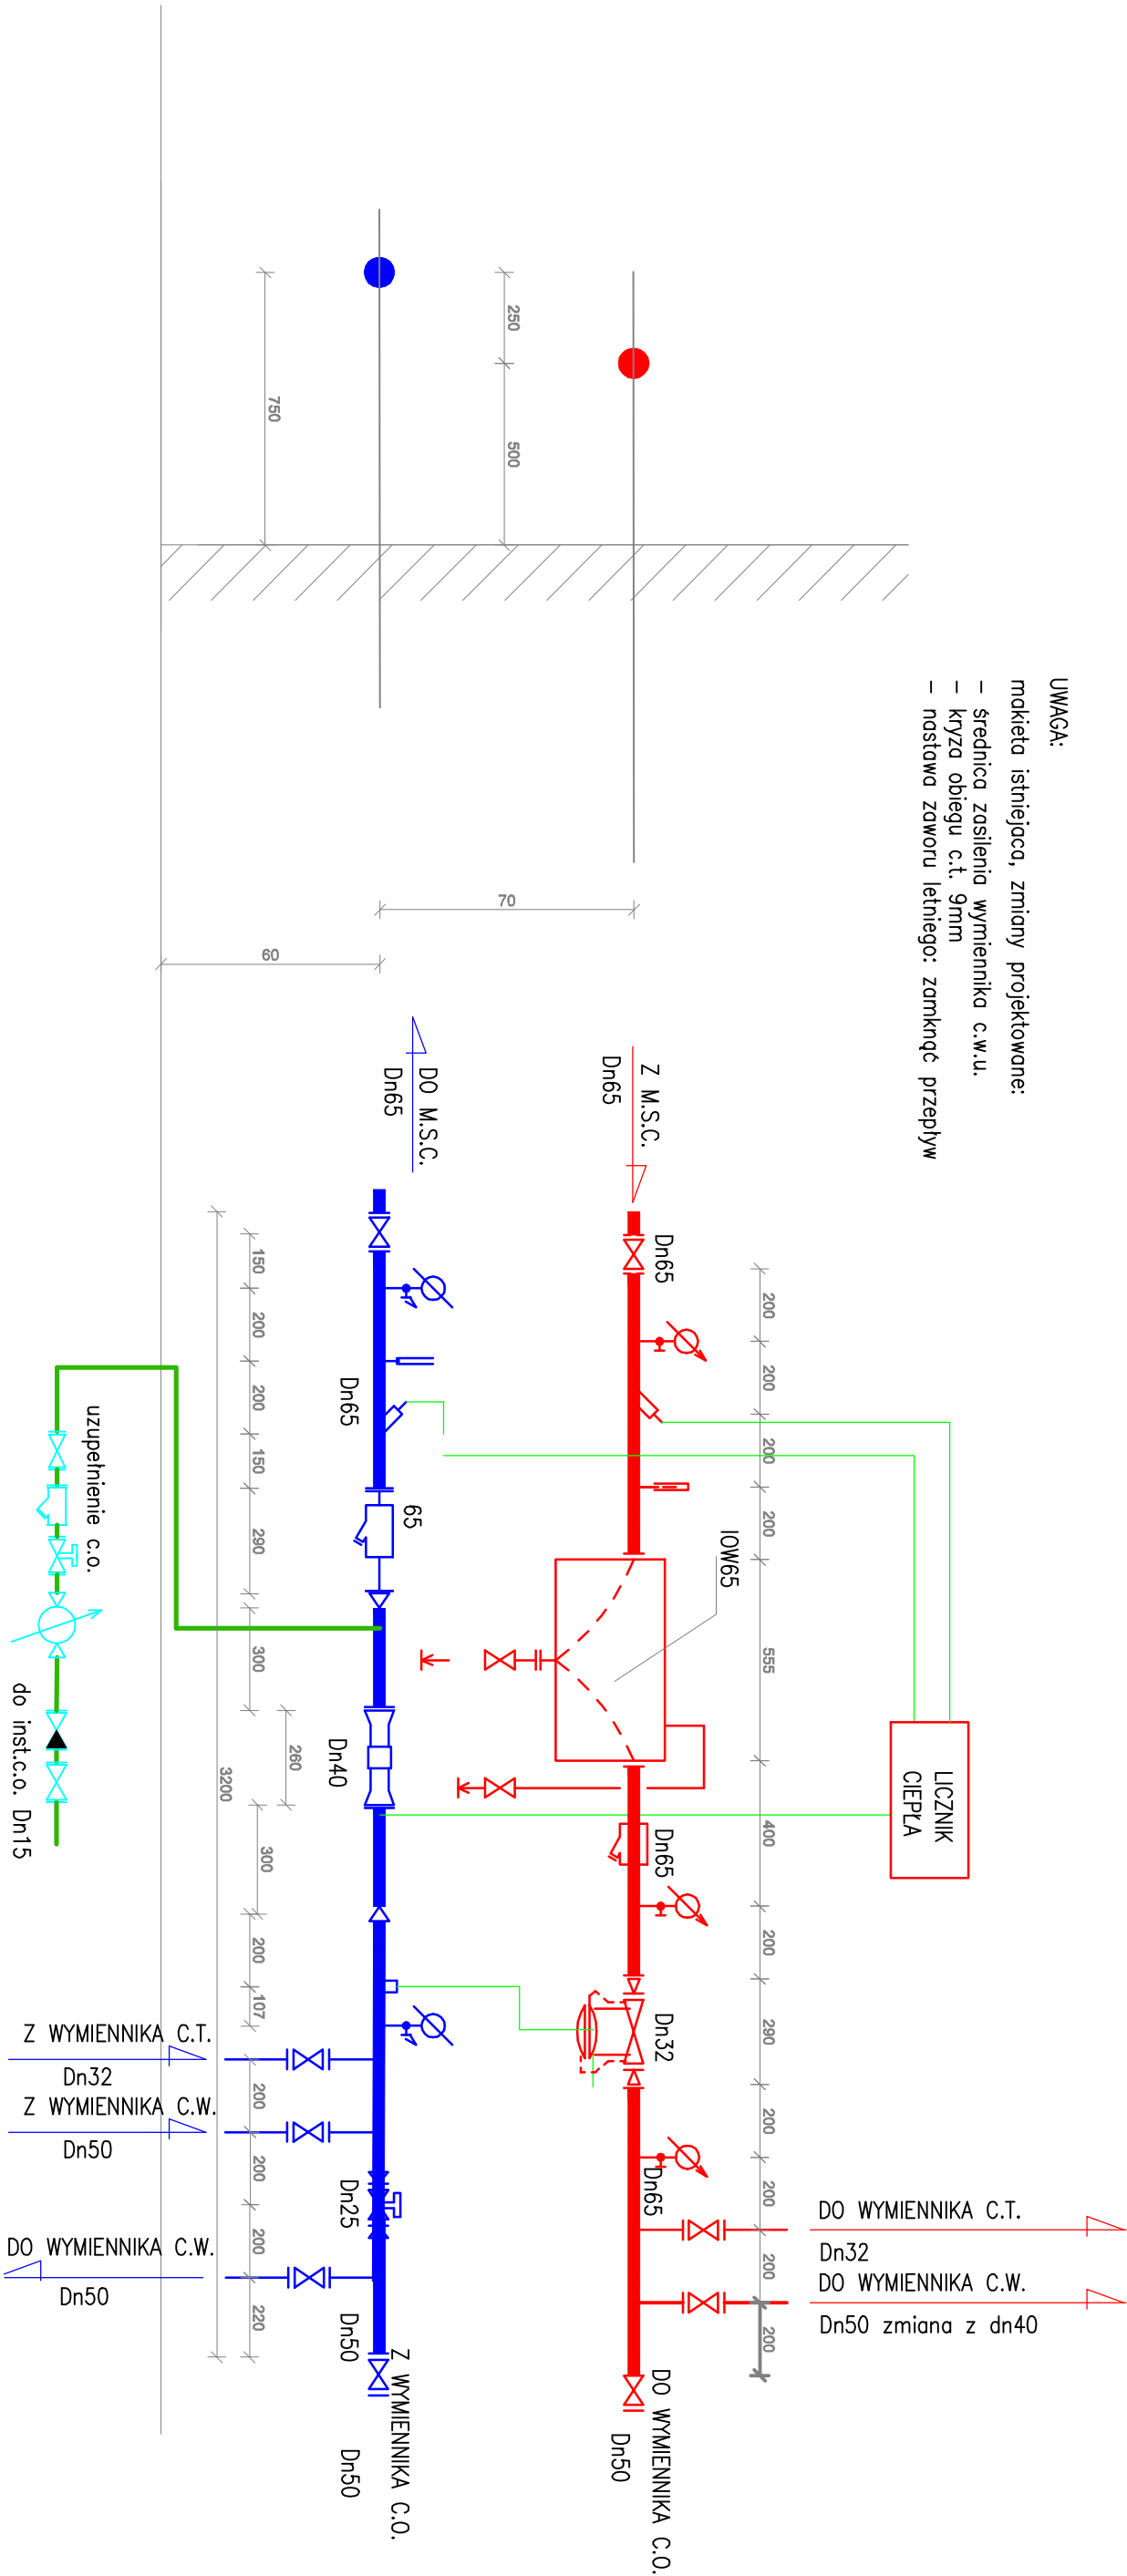 UWAGA:
makieta istniejaca, zmiany projektowane:
- średnica zasilenia wymiennika c.w.u.
- kryza obiegu c.t. 9mm
- nastawa zaworu letniego: zamknąć przepływ
250
500
750
70
60
Z M.S.C.
Dn65
DO M.S.C.
Dn65
LICZNIK
CIEPŁA
200
200
200
200
555
400
200
290
200
200
200
200
Dn65
IOW65
Dn65
Dn32
Dn65
DO WYMIENNIKA C.T.
Dn32
DO WYMIENNIKA C.W.
Dn50 zmiana z dn40
DO WYMIENNIKA C.O.
Dn50
65
Dn65
Dn40
Dn25
Dn50
Z WYMIENNIKA C.O.
Dn50
150
200
200
150
290
300
260
300
200
107
200
200
200
220
3200
Z WYMIENNIKA C.T.
Dn32
Z WYMIENNIKA C.W.
Dn50
DO WYMIENNIKA C.W.
Dn50
uzupełnienie c.o.
do inst.c.o. Dn15